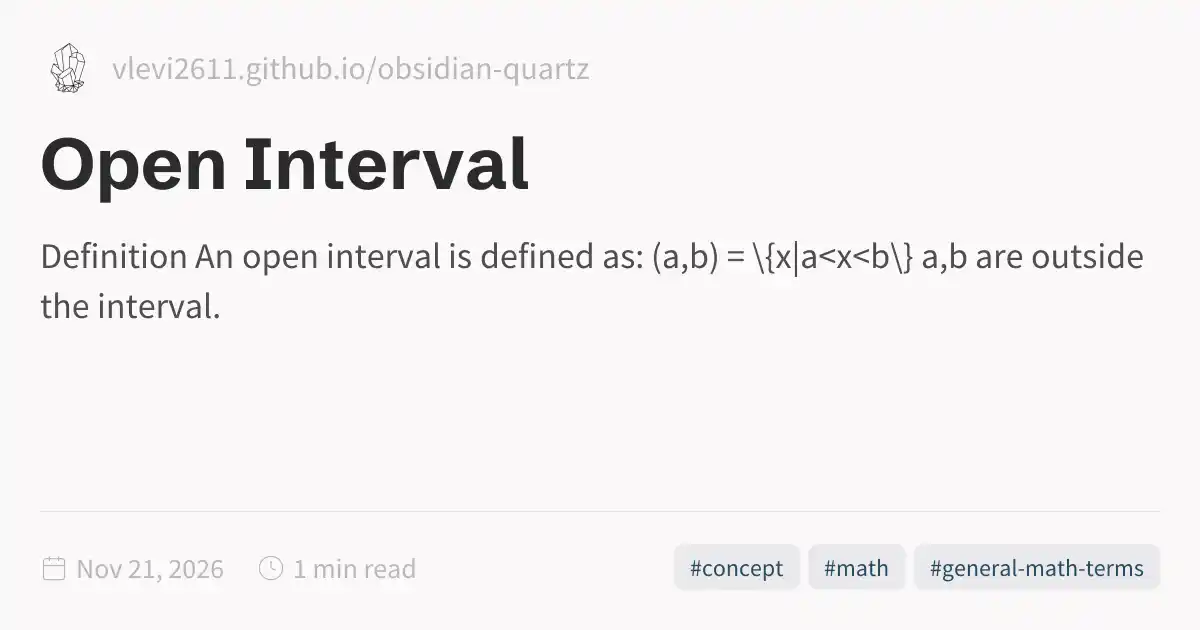 vlevi2611.github.io/obsidian-quartz
Open Interval
Definition An open interval is defined as: (a,b) = \{x|a<x<b\} a,b are outside
the interval.
Nov 21, 2026
1 min read
#concept
#math
#general-math-terms